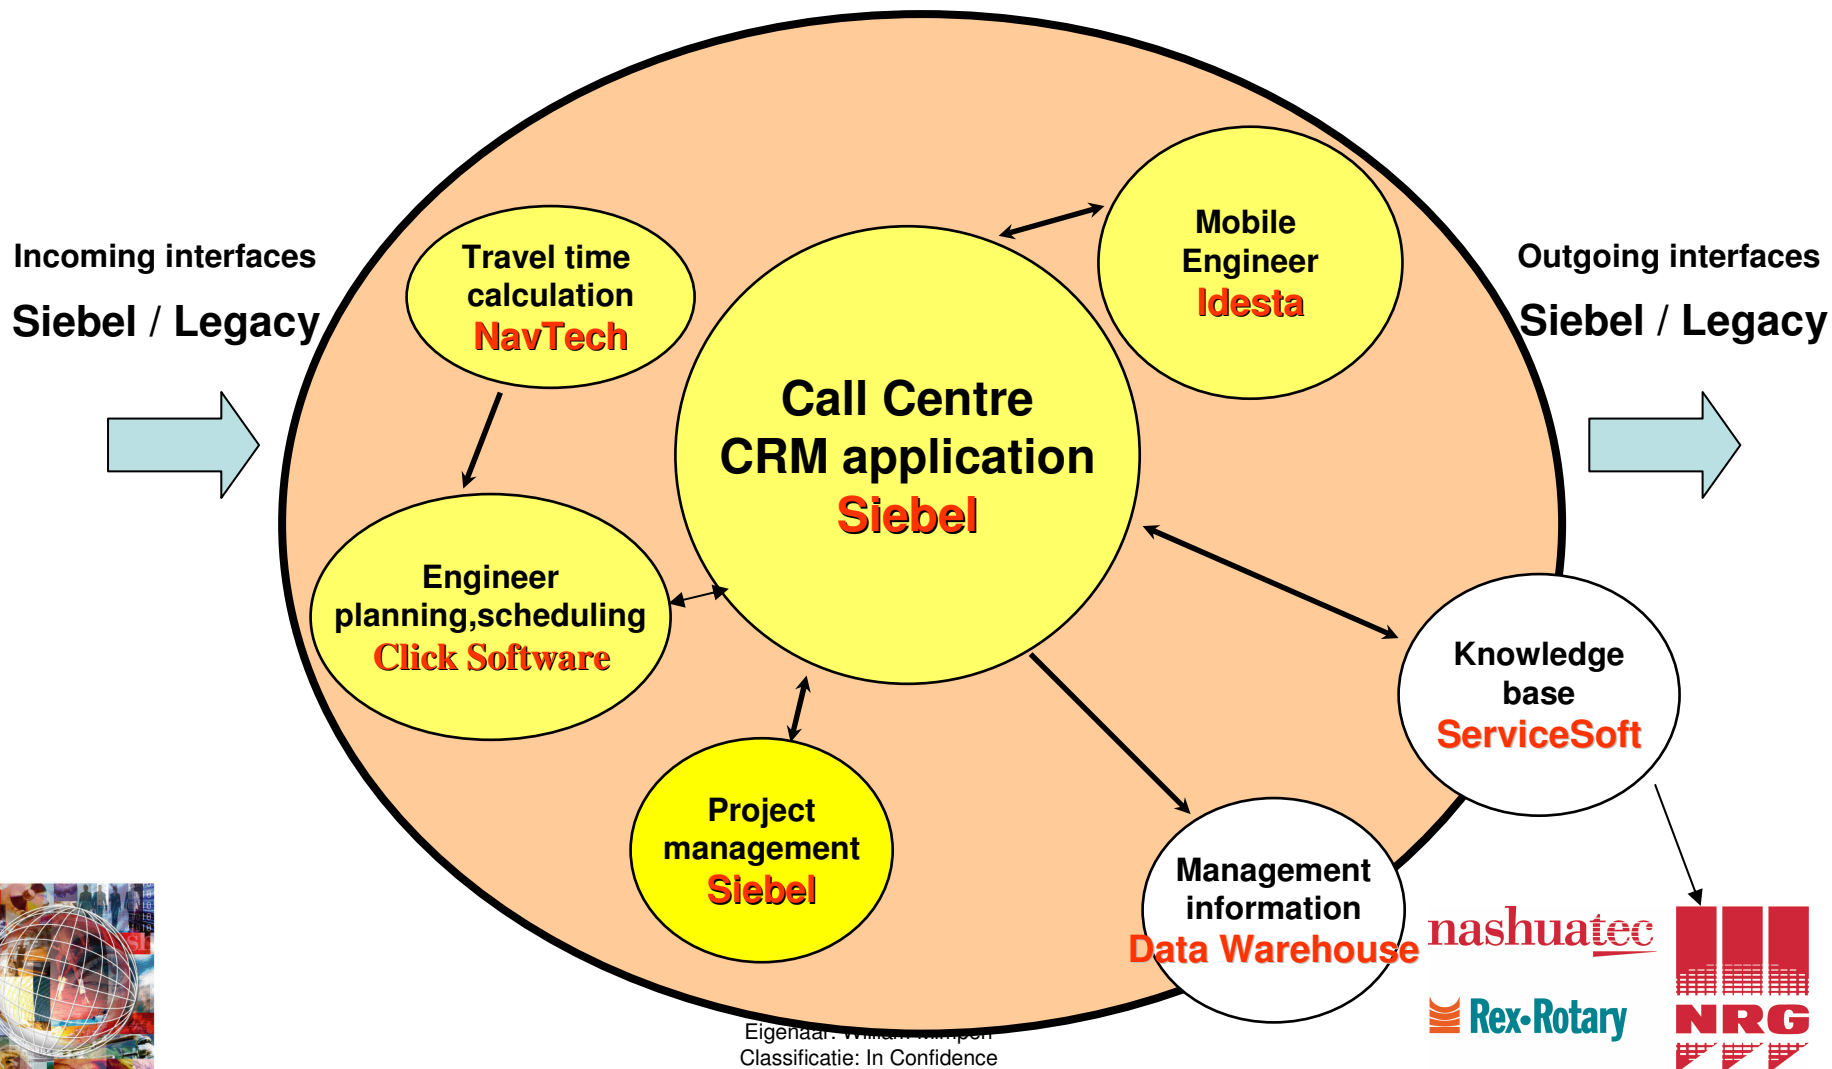 Incoming interfaces
Siebel / Legacy
Travel time
calculation
NavTech
Mobile
Engineer
Idesta
Outgoing interfaces
Siebel / Legacy
Call Centre
CRM application
Siebel
Engineer
planning,scheduling
Click Software
Knowledge
base
ServiceSoft
Project
management
Siebel
Management
information
Data Warehouse
nashuatec
Rex-Rotary
NRG
Eigenaar: William
Classificatie: In Confidence